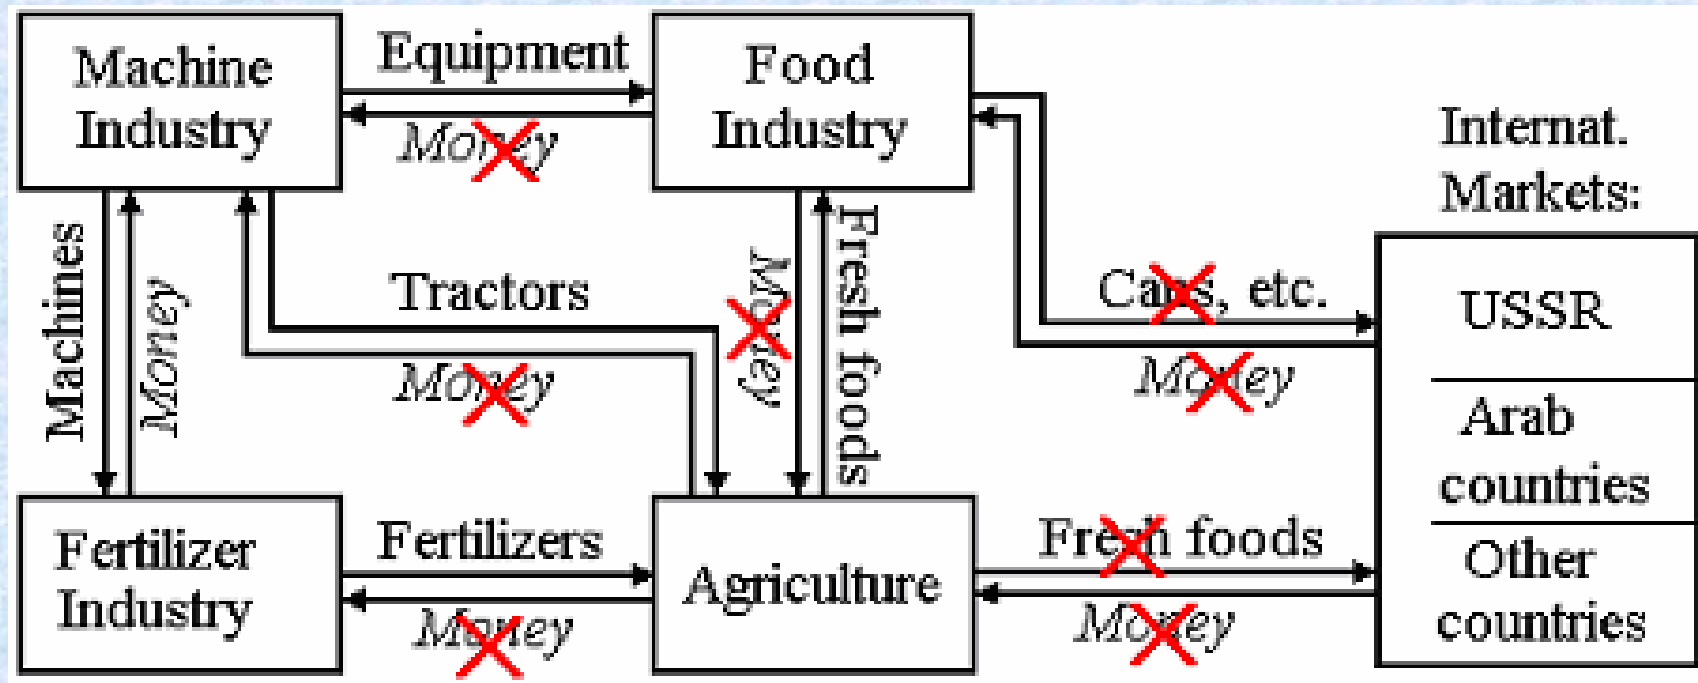 Machine
Industry
Equipment
Money
Food
Industry
Internat.
Markets:
Machines
Money
Tractors
Money
Money
Fresh foods
Cans, etc.
Money
USSR
Arab
countries
Other
countries
Fertilizer
Industry
Fertilizers
Money
Agriculture
Fresh foods
Money